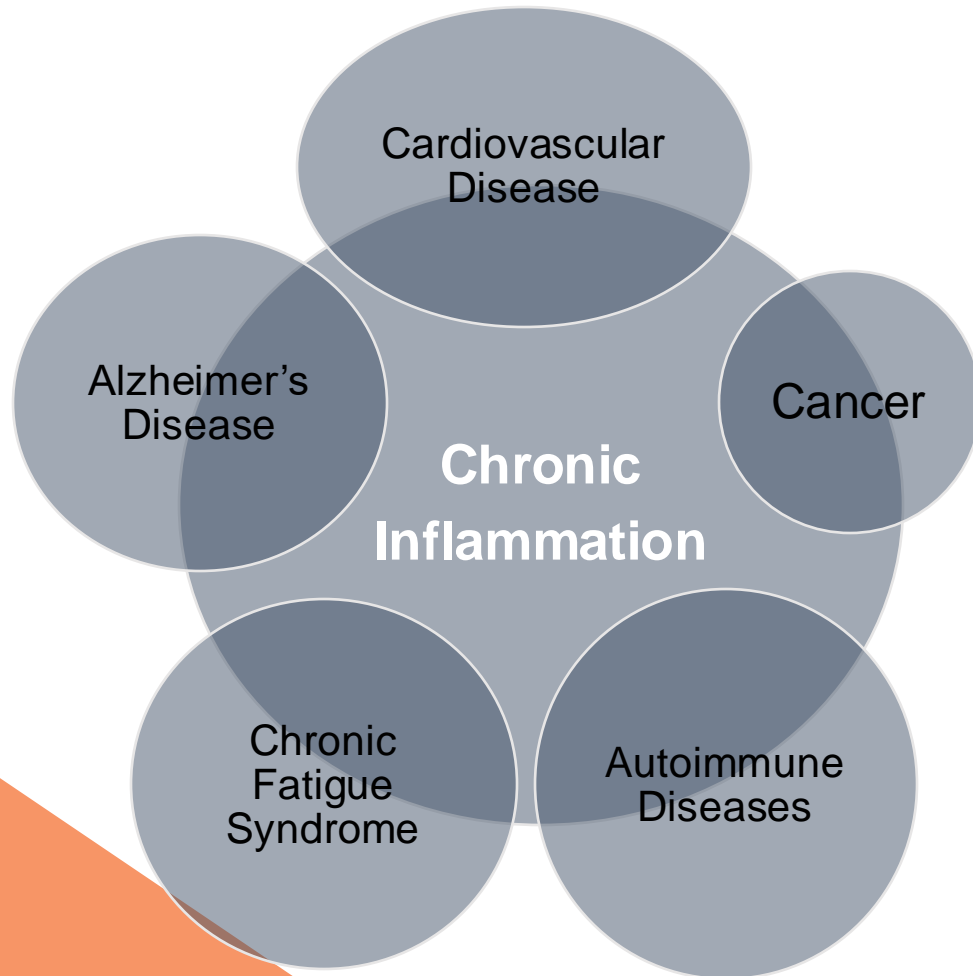 Cardiovascular
Disease
Alzheimer’s
Disease
Cancer
Chronic
Inflammation
Chronic
Fatigue
Syndrome
Autoimmune
Diseases